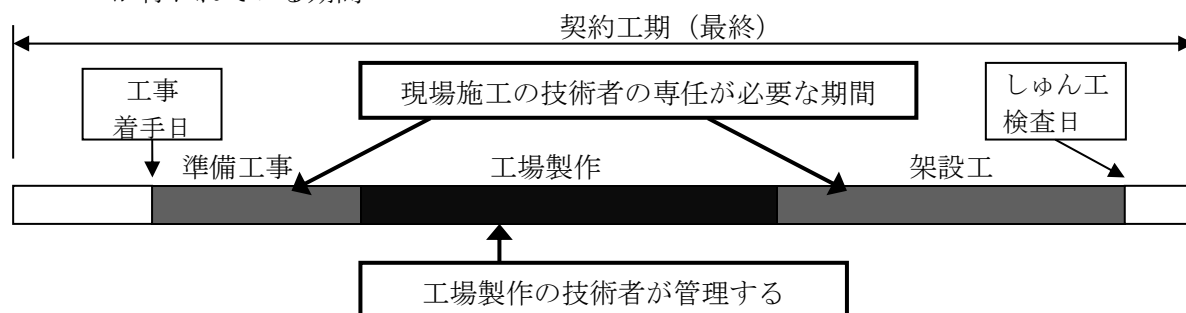 契約工期（最終）
工事
着手日
現場施工の技術者の専任が必要な期間
しゅん工
検査日
準備工事
工場製作
架設工
工場製作の技術者が管理する